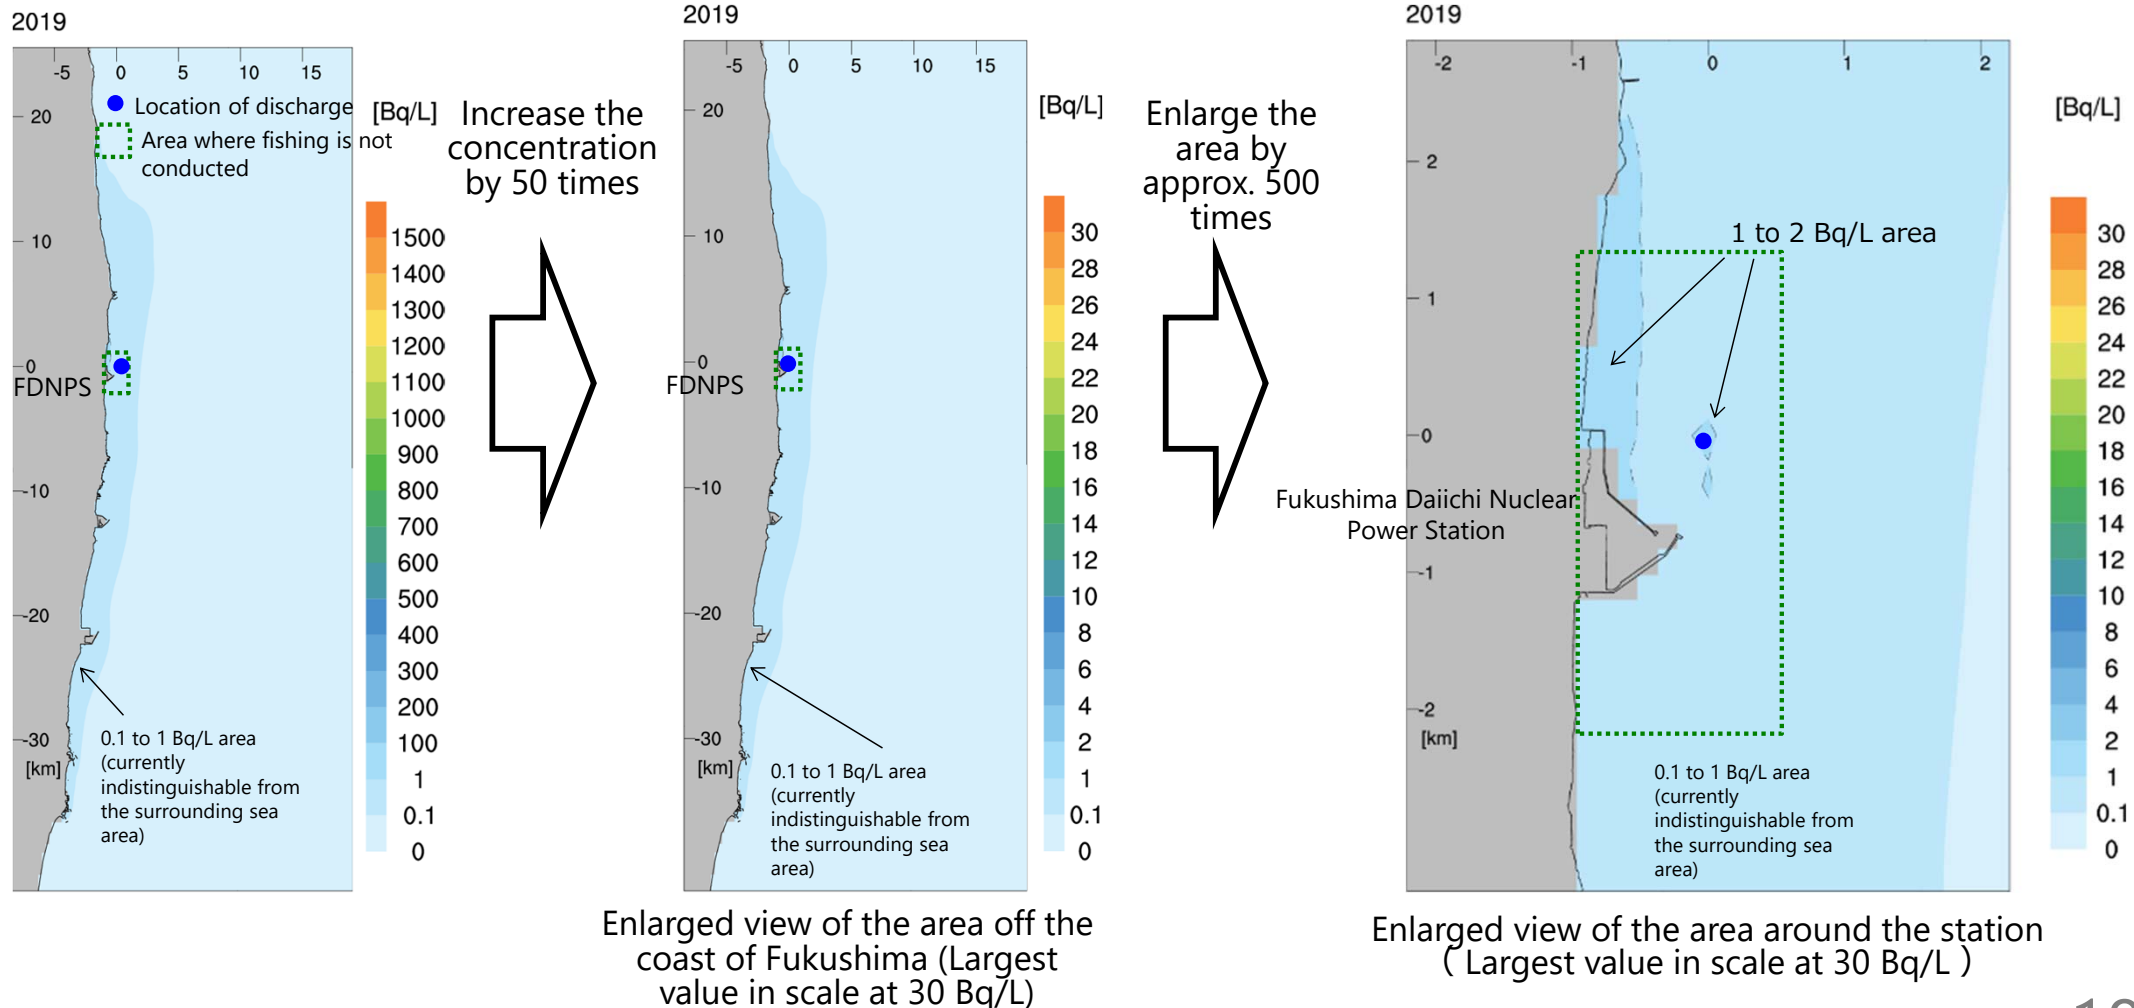 2019
-5 0 5 10 15
Location of discharge
[Bq/L]
Area where fishing is not
conducted
20
10
0
FDNPS
-10
-20
-30
[km]
0.1 to 1 Bq/L area
(currently
indistinguishable from
the surrounding sea
area)
1500
1400
1300
1200
1100
1000
900
800
700
600
500
400
300
200
100
1
0.1
0
Increase the
concentration
by 50 times
2019
-5 0 5 10 15
[Bq/L]
20
10
0
FDNPS
-10
-20
-30
[km]
0.1 to 1 Bq/L area
(currently
indistinguishable from
the surrounding sea
area)
30
28
26
24
22
20
18
16
14
12
10
8
6
4
2
1
0.1
0
Enlarged view of the area off the
coast of Fukushima (Largest
value in scale at 30 Bq/L)
Enlarge the
area by
approx. 500
times
2019
-2 -1 0 1 2
[Bq/L]
2
1
0
-1
-2
[km]
1 to 2 Bq/L area
Fukushima Daiichi Nuclear
Power Station
0.1 to 1 Bq/L area
(currently
indistinguishable from
the surrounding sea
area)
30
28
26
24
22
20
18
16
14
12
10
8
6
4
2
1
0.1
0
Enlarged view of the area around the station
( Largest value in scale at 30 Bq/L )